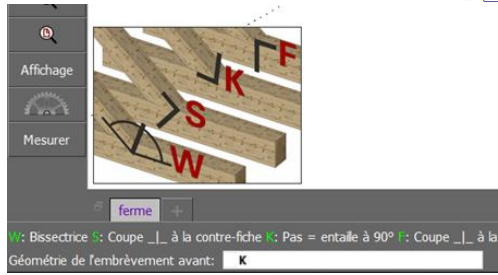 Affichage
Mesurer
F
K
S
W
ferme +
W: Bissectrice S: Coupe _|_ à la contre-fiche K: Pas = entaille à 90° F: Coupe _|_ à la
Géométrie de l'embrèvement avant: K